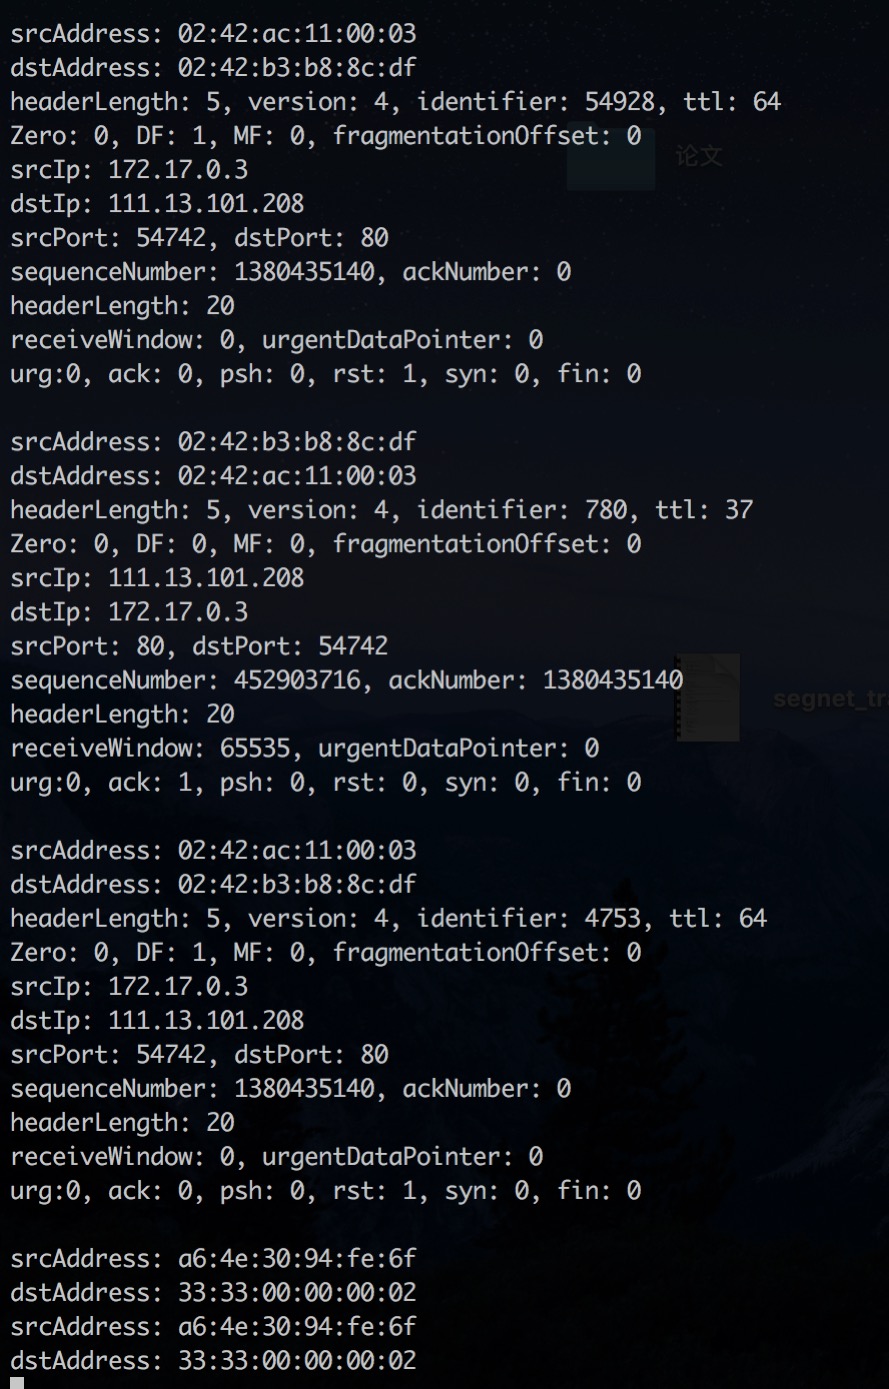 srcAddress: 02:42:ac:11:00:03
dstAddress: 02:42:b3:b8:8c:df
headerLength: 5, version: 4, identifier: 54928, ttl: 64
Zero: 0, DF: 1, MF: 0, fragmentationOffset: 0
论文
srcIp: 172.17.0.3
dstIp: 111.13.101.208
srcPort: 54742, dstPort: 80
sequenceNumber: 1380435140, ackNumber: 0
headerLength: 20
receiveWindow: 0, urgentDataPointer: 0
urg:0, ack: 0, psh: 0, rst: 1, syn: 0, fin: 0
srcAddress: 02:42:b3:b8:8c:df
dstAddress: 02:42:ac:11:00:03
headerLength: 5, version: 4, identifier: 780, ttl: 37
Zero: 0, DF: 0, MF: 0, fragmentationOffset: 0
srcIp: 111.13.101.208
dstIp: 172.17.0.3
srcPort: 80, dstPort: 54742
sequenceNumber: 452903716, ackNumber: 1380435140
segnet_tr
headerLength: 20
receiveWindow: 65535, urgentDataPointer: 0
urg:0, ack: 1, psh: 0, rst: 0, syn: 0, fin: 0
srcAddress: 02:42:ac:11:00:03
dstAddress: 02:42:b3:b8:8c:df
headerLength: 5, version: 4, identifier: 4753, ttl: 64
Zero: 0, DF: 1, MF: 0, fragmentationOffset: 0
srcIp: 172.17.0.3
dstIp: 111.13.101.208
srcPort: 54742, dstPort: 80
sequenceNumber: 1380435140, ackNumber: 0
headerLength: 20
receiveWindow: 0, urgentDataPointer: 0
urg:0, ack: 0, psh: 0, rst: 1, syn: 0, fin: 0
srcAddress: a6:4e:30:94:fe:6f
dstAddress: 33:33:00:00:00:02
srcAddress: a6:4e:30:94:fe:6f
dstAddress: 33:33:00:00:00:02